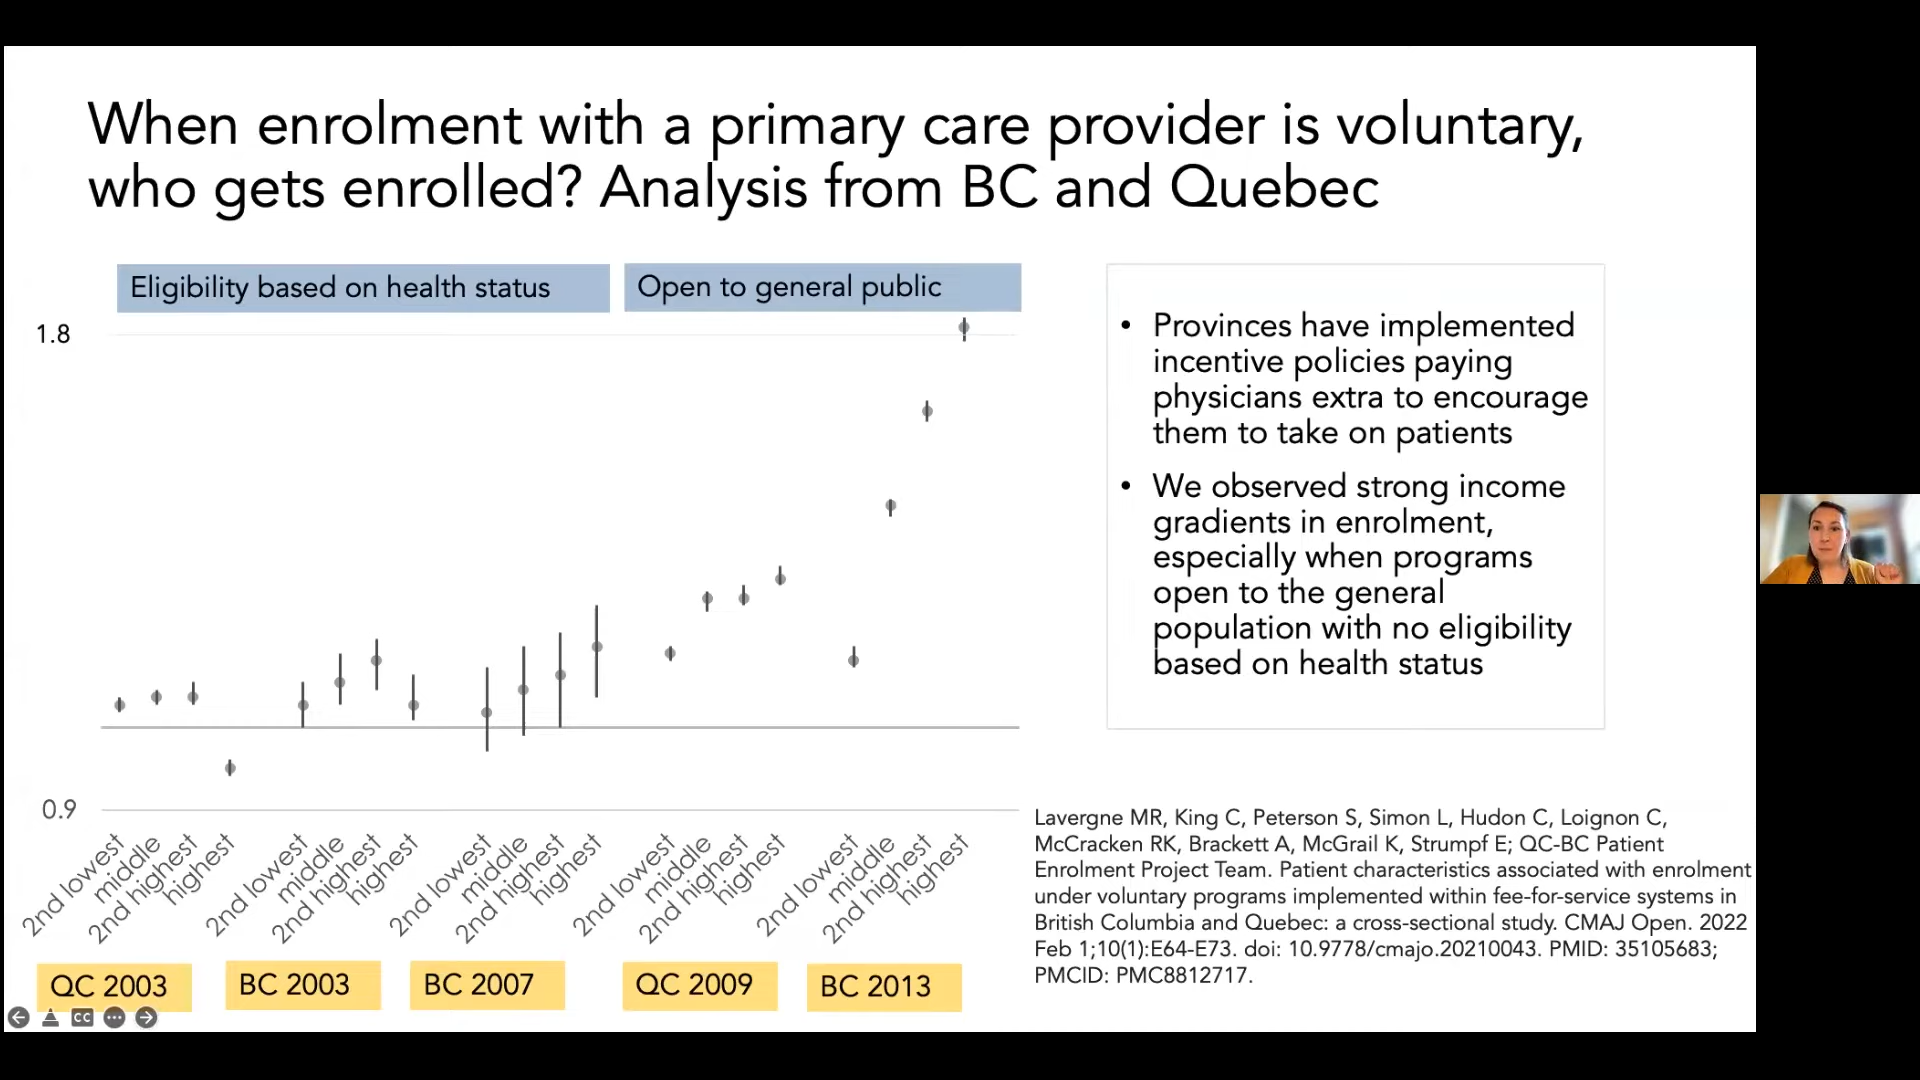 When enrolment with a primary care provider is voluntary,
who gets enrolled? Analysis from BC and Quebec
Eligibility based on health status
Open to general public
1.8
0.9
2nd lowest
middle
2nd highest
highest
2nd lowest
middle
2nd highest
highest
2nd lowest
middle
2nd highest
highest
2nd lowest
middle
2nd highest
highest
2nd lowest
middle
2nd highest
highest
QC 2003
BC 2003
BC 2007
QC 2009
BC 2013
• Provinces have implemented
incentive policies paying
physicians extra to encourage
them to take on patients
• We observed strong income
gradients in enrolment,
especially when programs
open to the general
population with no eligibility
based on health status
Lavergne MR, King C, Peterson S, Simon L, Hudon C, Loignon C,
McCracken RK, Brackett A, McGrail K, Strumpf E; QC-BC Patient
Enrolment Project Team. Patient characteristics associated with enrolment
under voluntary programs implemented within fee-for-service systems in
British Columbia and Quebec: a cross-sectional study. CMAJ Open. 2022
Feb 1;10(1):E64-E73. doi: 10.9778/cmajo.20210043. PMID: 35105683;
PMCID: PMC8812717.
CC